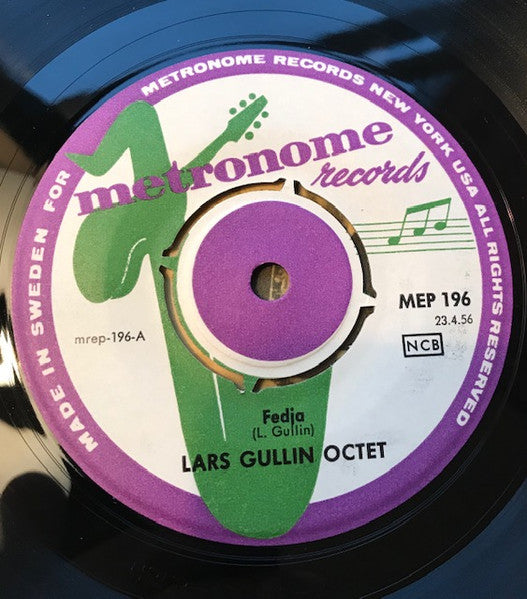 MADE IN SWEDEN FOR METRONOME RECORDS NEW YORK USA ALL RIGHTS RESERVED
metronome
records
MEP 196
23.4.56
mrep-196-A
NCB
Fedja
(L. Gullin)
LARS GULLIN OCTET